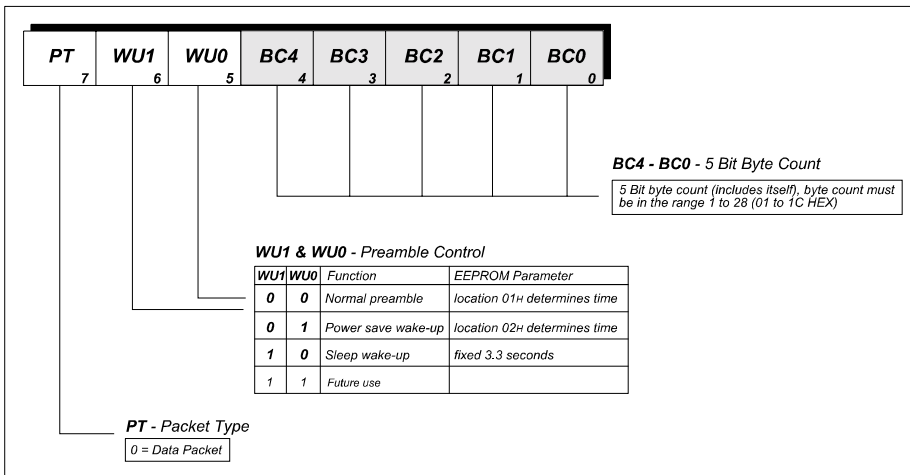 PT WU1 WU0 BC4 BC3 BC2 BC1 BC0
7 6 5 4 3 2 1 0
BC4 - BC0 - 5 Bit Byte Count
5 Bit byte count (includes itself), byte count must
be in the range 1 to 28 (01 to 1C HEX)
WU1 & WU0 - Preamble Control
WU1 WU0 Function EEPROM Parameter
0 0 Normal preamble location 01H determines time
0 1 Power save wake-up location 02H determines time
1 0 Sleep wake-up fixed 3.3 seconds
1 1 Future use
PT - Packet Type
0 = Data Packet